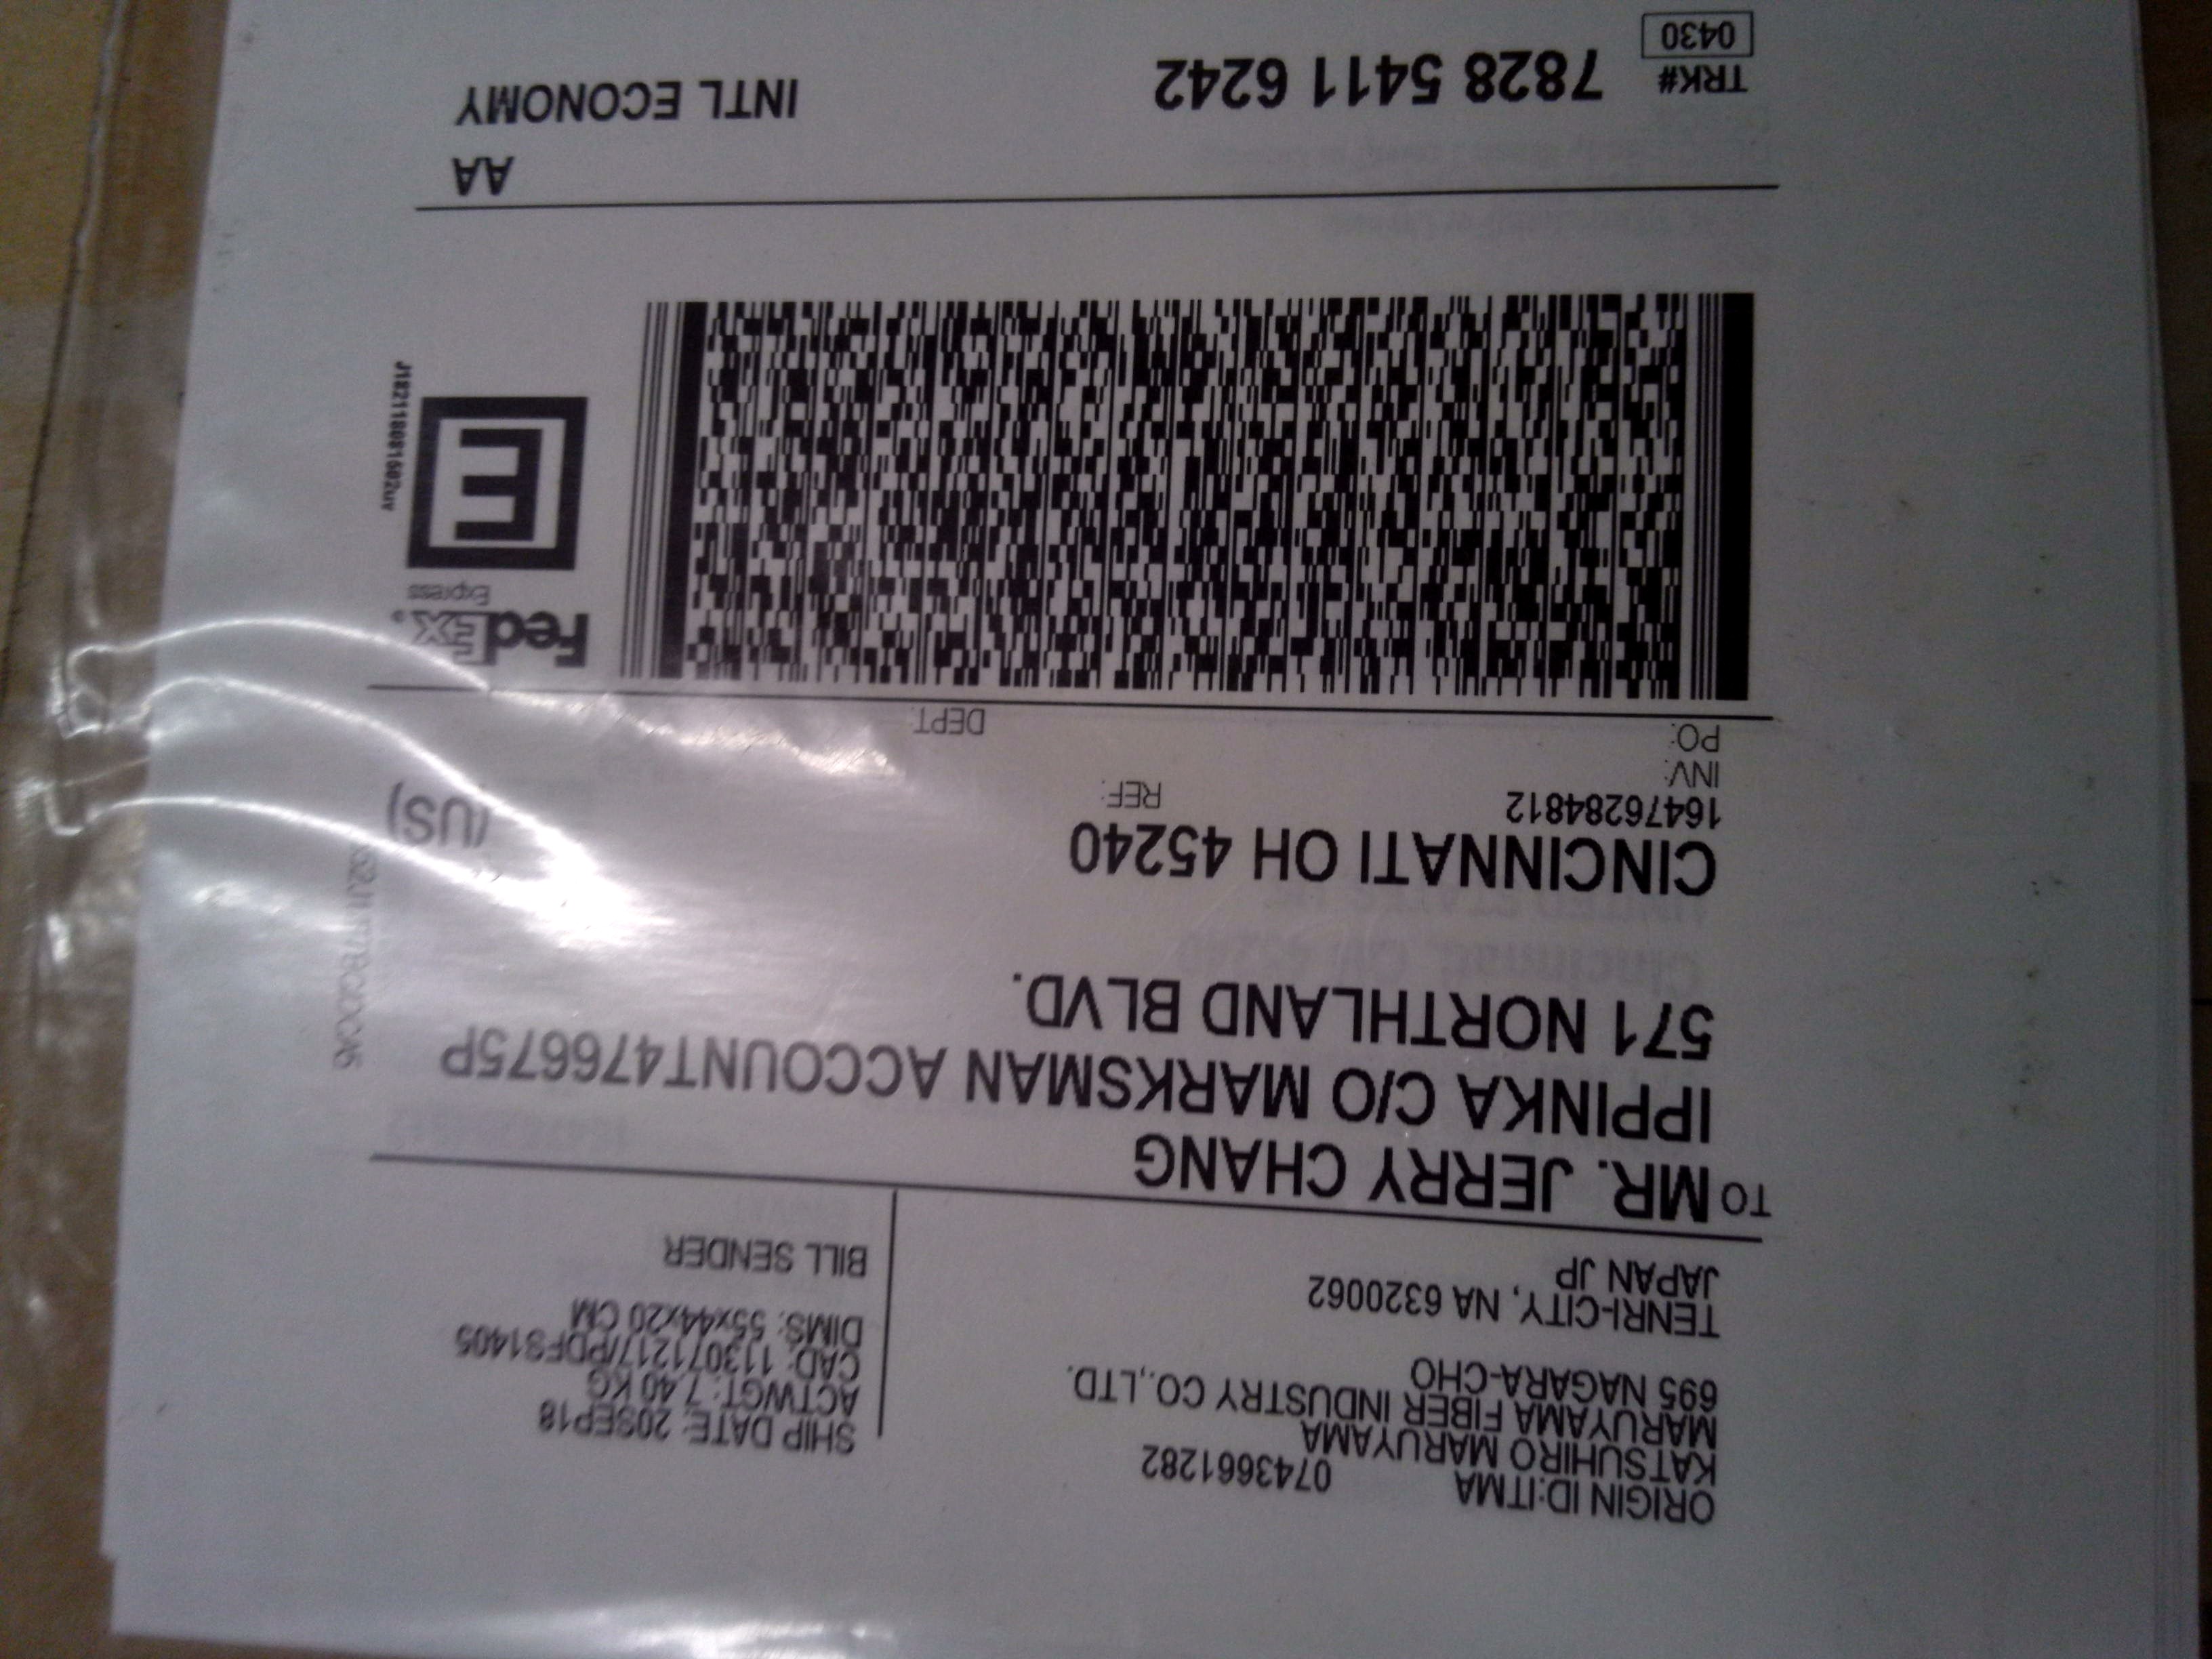 ORIGIN ID:ITMA 0743661282
KATSUHIRO MARUYAMA
MARUYAMA FIBER INDUSTRY CO.,LTD.
695 NAGARA-CHO
TENRI-CITY, NA 6320062
JAPAN JP
SHIP DATE: 20SEP18
ACTWGT: 7.40 KG
CAD: 113071217/PDFS1405
DIMS: 55x44x20 CM
BILL SENDER
TO MR. JERRY CHANG
IPPINKA C/O MARKSMAN ACCOUNT476675P
571 NORTHLAND BLVD.
CINCINNATI OH 45240
(US)
16476284812
REF:
INV:
PO:
DEPT:
FedEx
Express
E
AA
TRK# 7828 5411 6242
0430
INTL ECONOMY